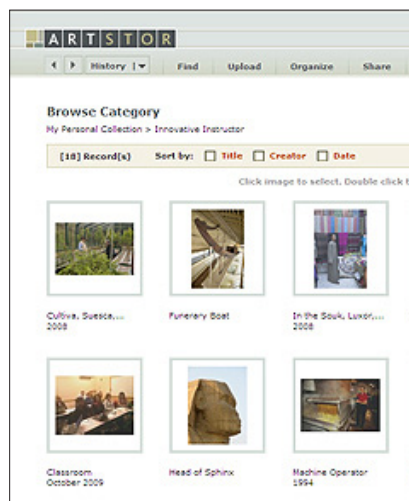 ARTSTOR
History Find Upload Organize Share
Browse Category
My Personal Collection > Innovative Instructor
[18] Record(s) Sort by: Title Creator Date
Click image to select. Double click t
Cultiva, Suesca,... Funerary Boat In the Souk, Luxor,...
2008 2008
Classroom Head of Sphinx Machine Operator
October 2009 1994